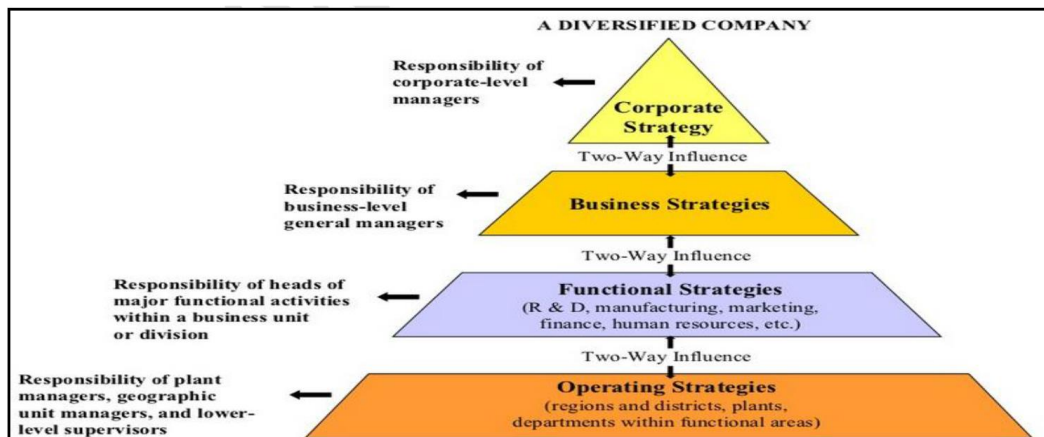 A DIVERSIFIED COMPANY
Responsibility of
corporate-level
managers
Corporate
Strategy
Two-Way Influence
Responsibility of
business-level
general managers
Business Strategies
Two-Way Influence
Responsibility of heads of
major functional activities
within a business unit
or division
Functional Strategies
(R & D, manufacturing, marketing,
finance, human resources, etc.)
Two-Way Influence
Responsibility of plant
managers, geographic
unit managers, and lower-
level supervisors
Operating Strategies
(regions and districts, plants,
departments within functional areas)